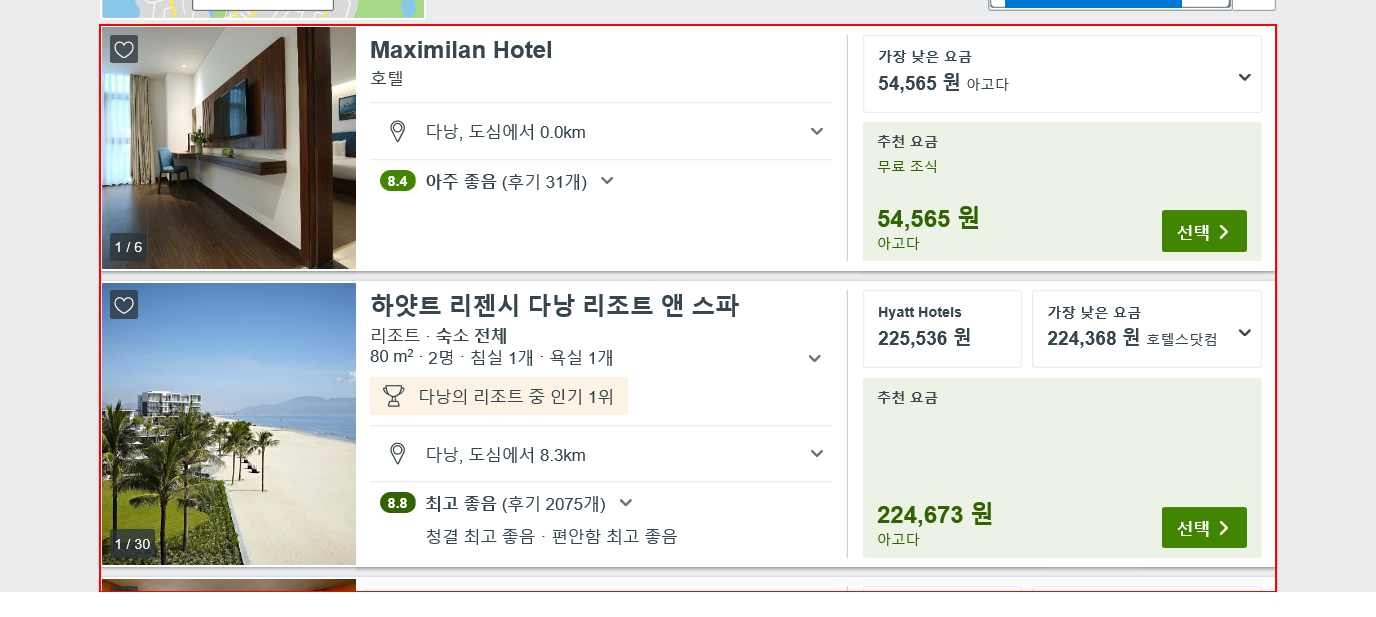 Maximilan Hotel
호텔
다낭, 도심에서 0.0km
8.4 아주 좋음 (후기 31개)
1 / 6
가장 낮은 요금
54,565 원 아고다
추천 요금
무료 조식
54,565 원
아고다
선택
하얏트 리젠시 다낭 리조트 앤 스파
리조트 · 숙소 전체
80 m² · 2명 · 침실 1개 · 욕실 1개
다낭의 리조트 중 인기 1위
다낭, 도심에서 8.3km
8.8 최고 좋음 (후기 2075개)
청결 최고 좋음 · 편안함 최고 좋음
1 / 30
Hyatt Hotels
225,536 원
가장 낮은 요금
224,368 원 호텔스닷컴
추천 요금
224,673 원
아고다
선택